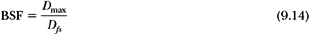 BSF = D_max / D_fs (9.14)